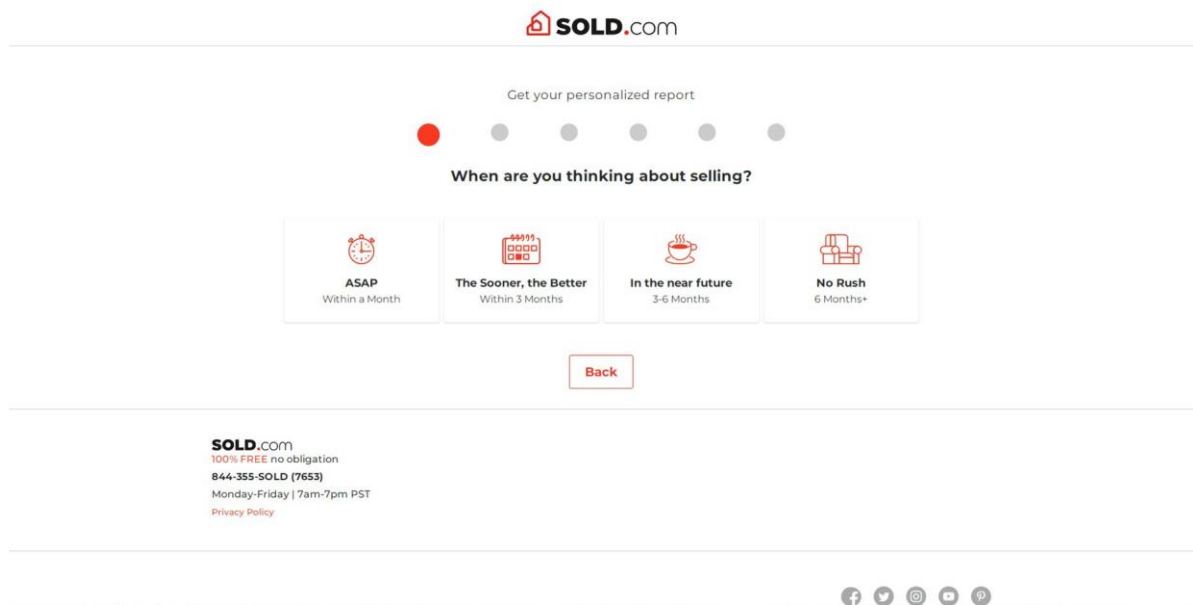 SOLD.com
Get your personalized report
When are you thinking about selling?
ASAP
Within a Month
The Sooner, the Better
Within 3 Months
In the near future
3-6 Months
No Rush
6 Months+
Back
SOLD.com
100% FREE no obligation
844-355-SOLD (7653)
Monday-Friday | 7am-7pm PST
Privacy Policy